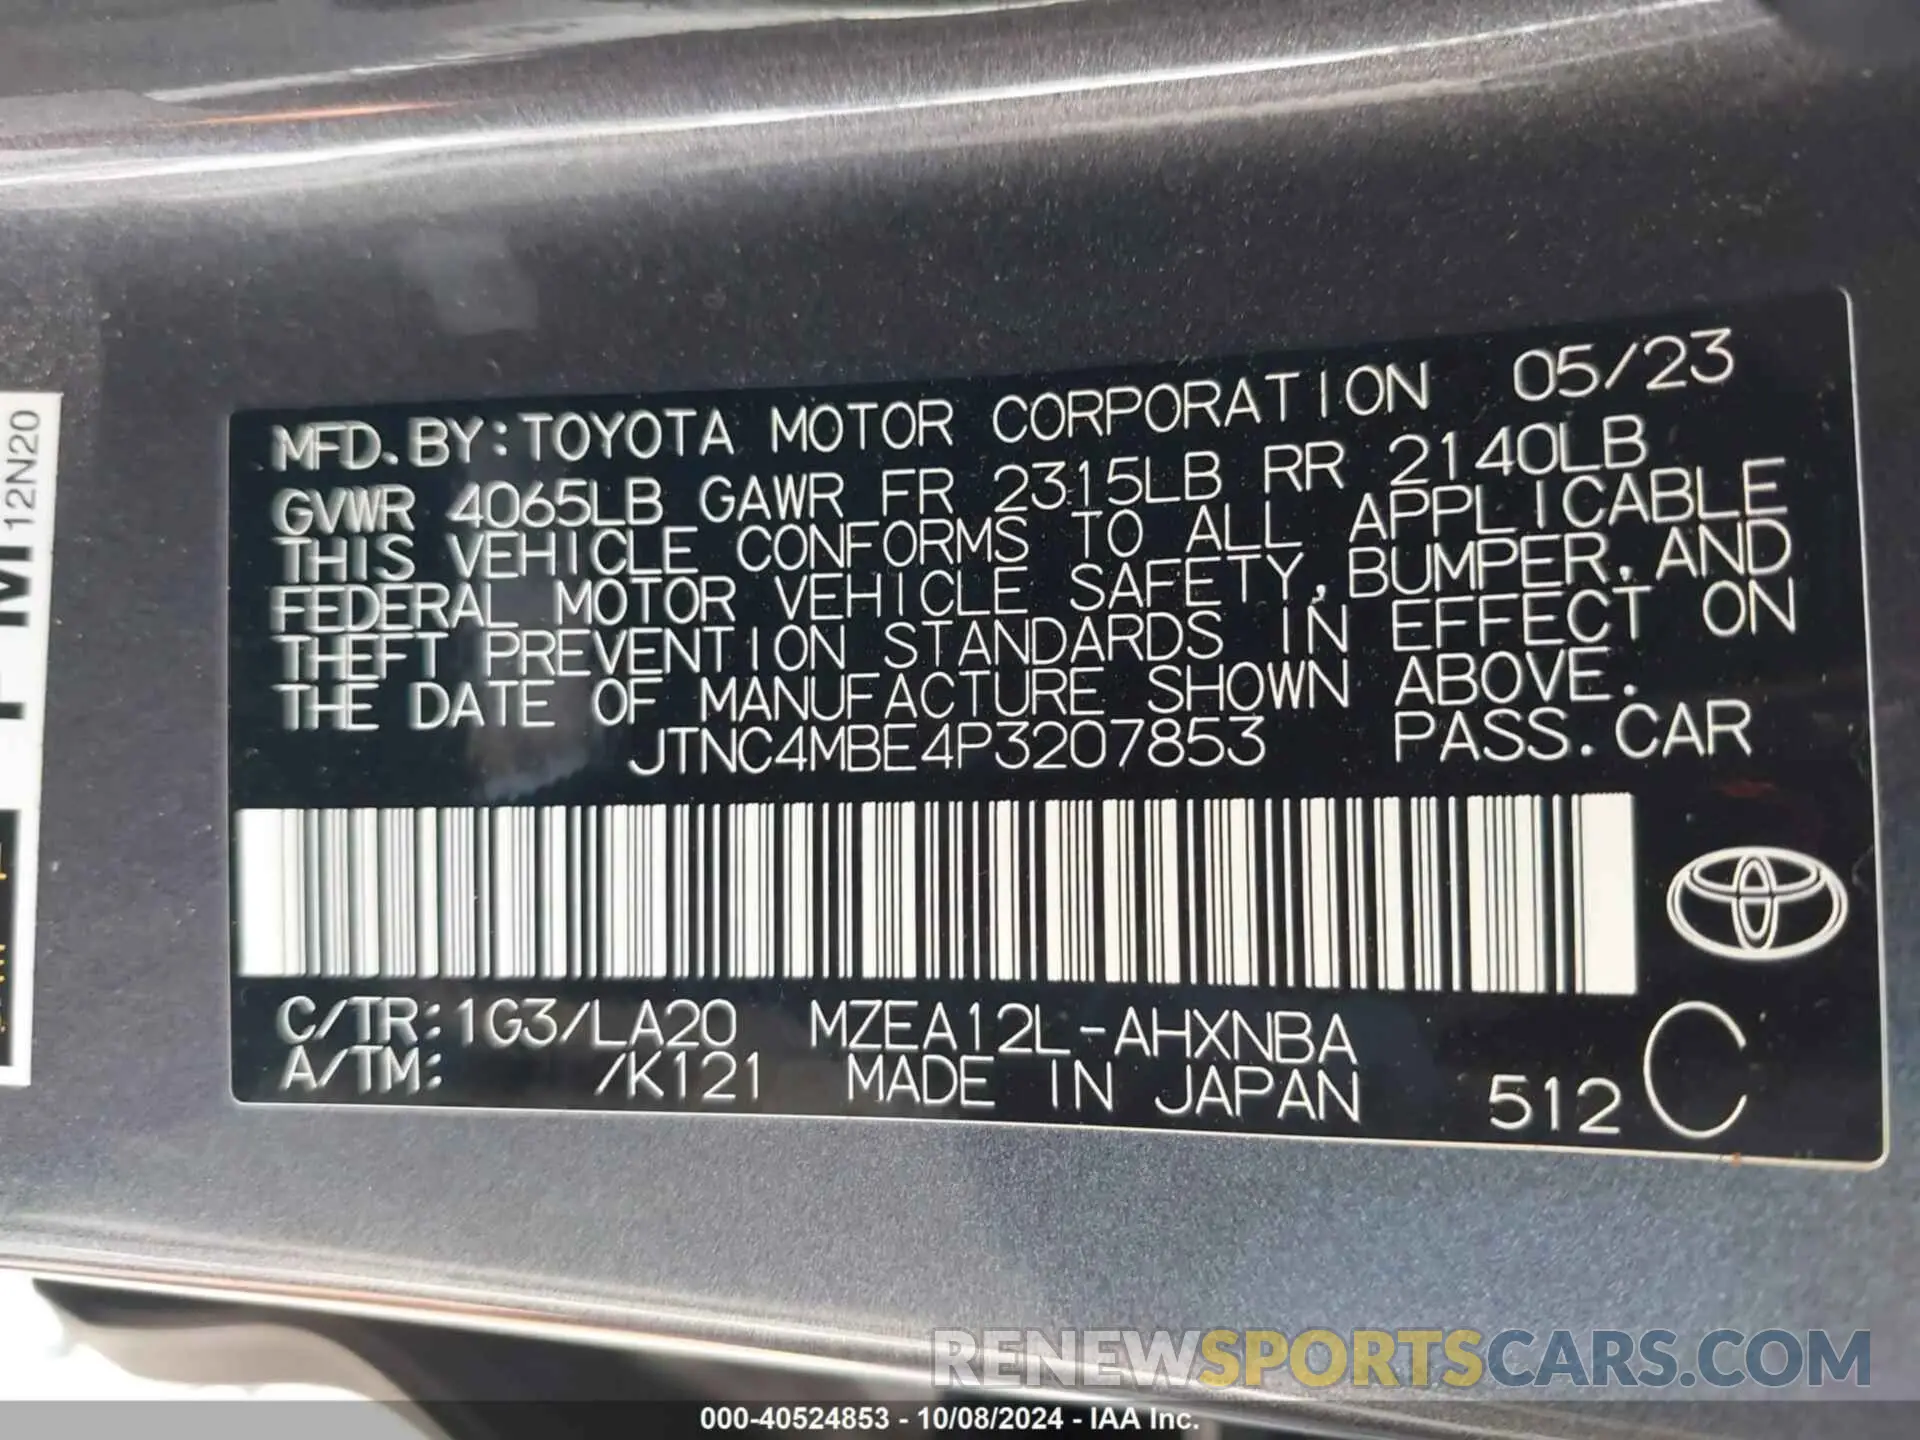 MFD. BY: TOYOTA MOTOR CORPORATION 05/23
GVWR 4065LB GAWR FR 2315LB RR 2140LB
THIS VEHICLE CONFORMS TO ALL APPLICABLE
FEDERAL MOTOR VEHICLE SAFETY, BUMPER, AND
THEFT PREVENTION STANDARDS IN EFFECT ON
THE DATE OF MANUFACTURE SHOWN ABOVE.
JTNC4MBE4P3207853 PASS. CAR
C/TR: 1G3/LA20 MZEA12L-AHXNBA
A/TM: /K121 MADE IN JAPAN 512 C
12N20
RENEWSPORTSCARS.COM
000-40524853 - 10/08/2024 - IAA Inc.